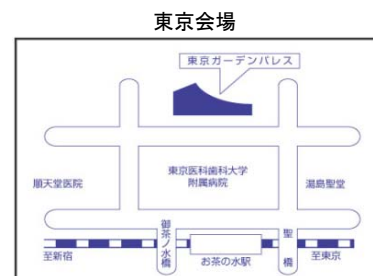 東京会場
東京ガーデンパレス
順天堂医院
東京医科歯科大学
附属病院
湯島聖堂
御茶ノ水橋
聖橋
至新宿
お茶の水駅
至東京